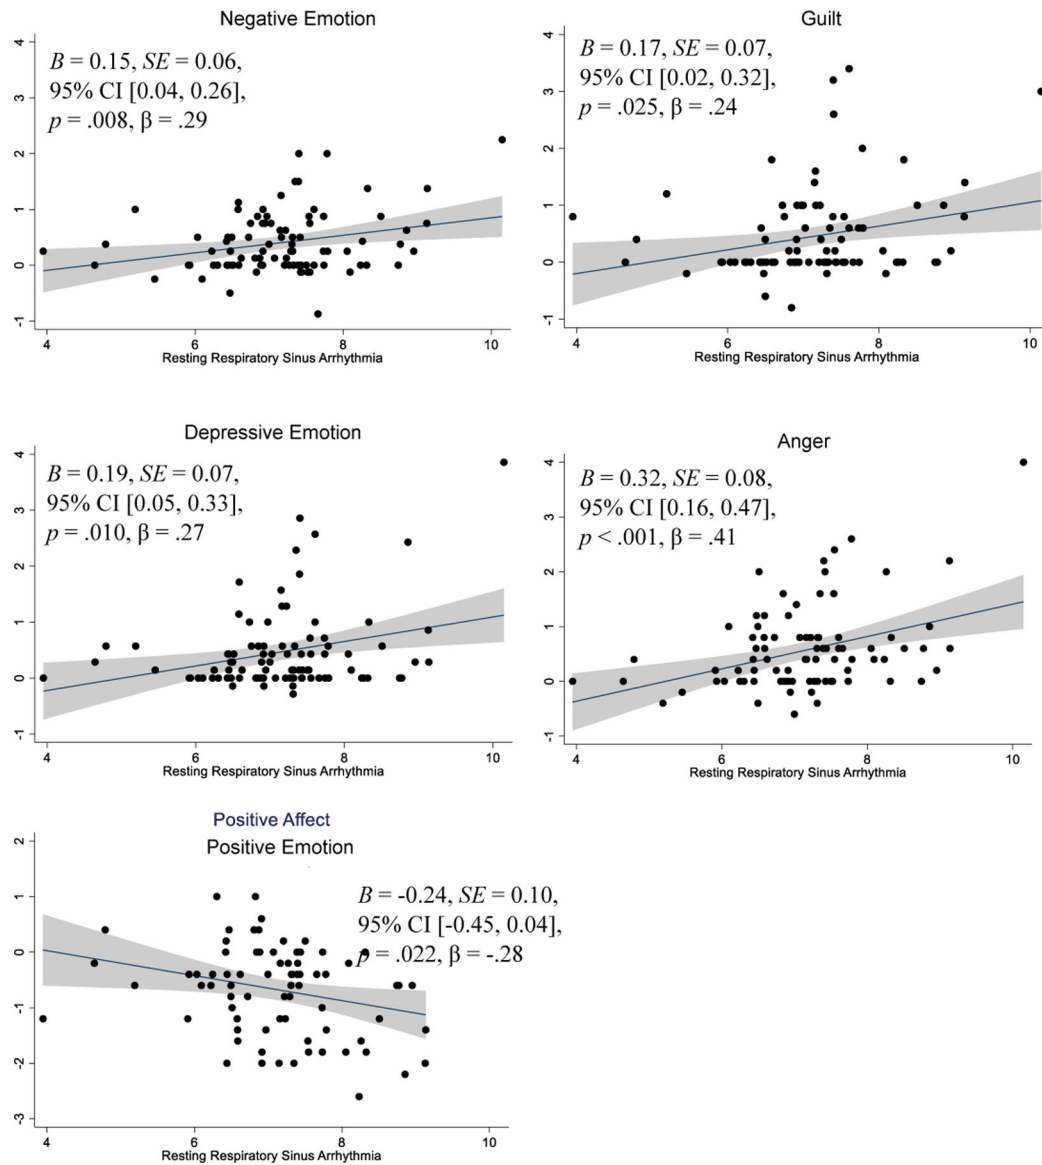 Negative Emotion
B = 0.15, SE = 0.06,
95% CI [0.04, 0.26],
p = .008, β = .29
4
3
2
1
0
-1
4 6 8 10
Resting Respiratory Sinus Arrhythmia
Guilt
B = 0.17, SE = 0.07,
95% CI [0.02, 0.32],
p = .025, β = .24
4
3
2
1
0
-1
4 6 8 10
Resting Respiratory Sinus Arrhythmia
Depressive Emotion
B = 0.19, SE = 0.07,
95% CI [0.05, 0.33],
p = .010, β = .27
4
3
2
1
0
-1
4 6 8 10
Resting Respiratory Sinus Arrhythmia
Anger
B = 0.32, SE = 0.08,
95% CI [0.16, 0.47],
p < .001, β = .41
4
3
2
1
0
-1
4 6 8 10
Resting Respiratory Sinus Arrhythmia
Positive Affect
Positive Emotion
B = -0.24, SE = 0.10,
95% CI [-0.45, 0.04],
p = .022, β = -.28
2
1
0
-1
-2
-3
4 6 8 10
Resting Respiratory Sinus Arrhythmia